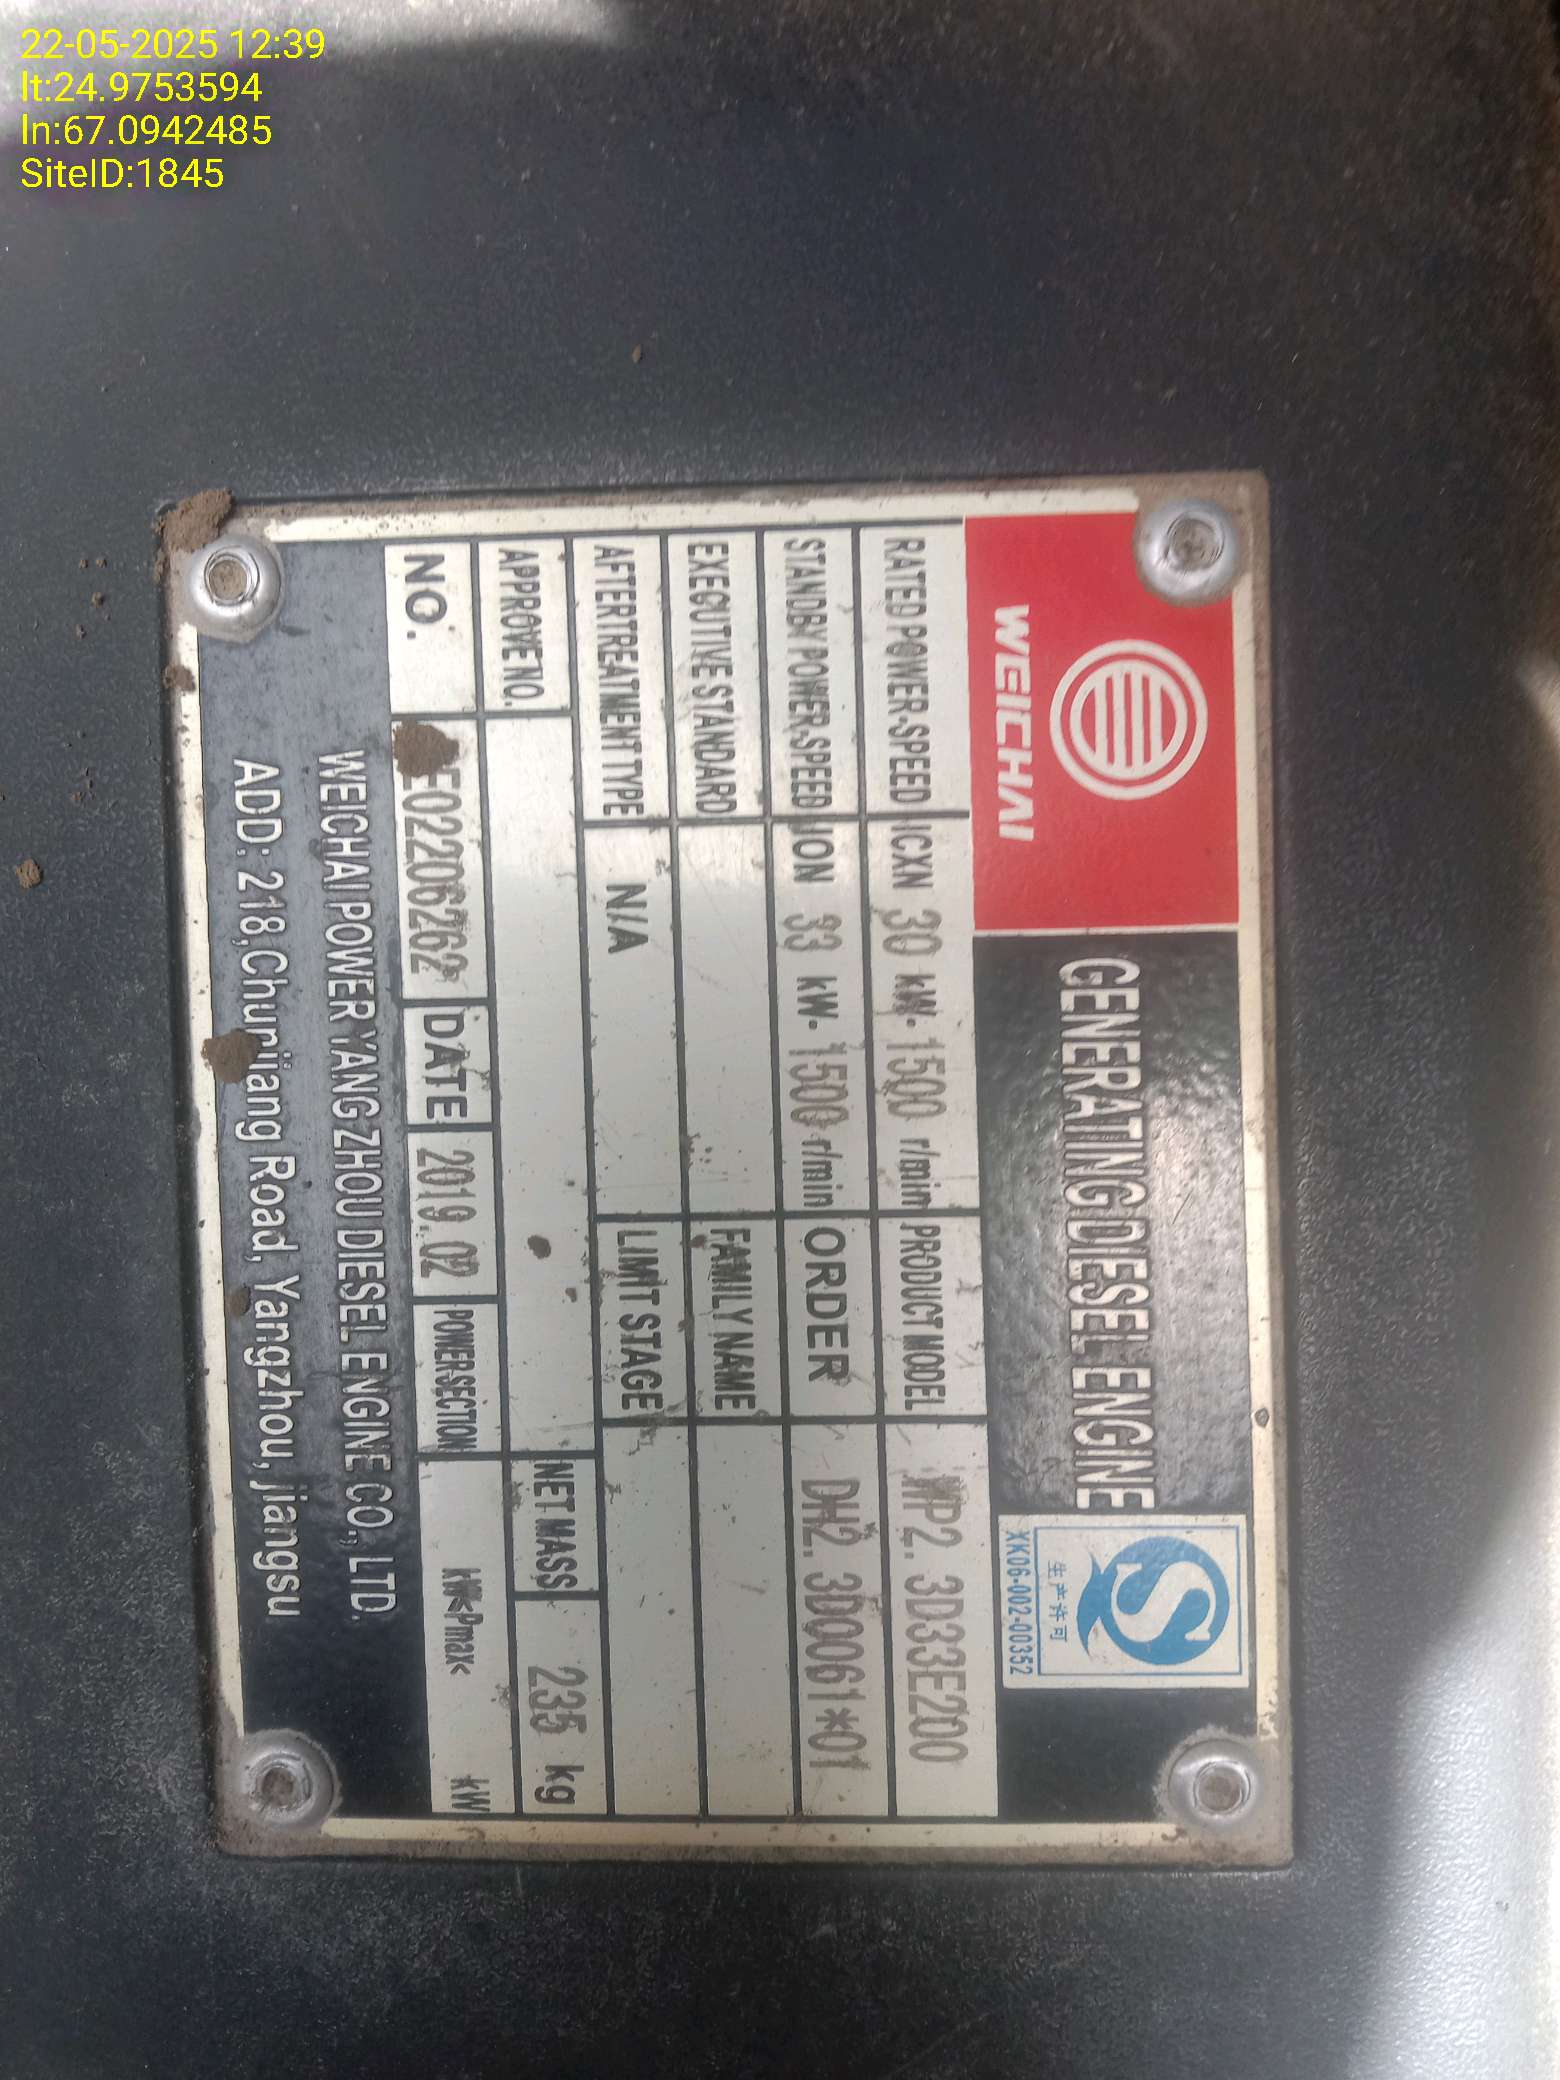 22-05-2025 12:39
lt:24.9753594
ln:67.0942485
SiteID:1845
WEICHAI
GENERATING DIESEL ENGINE
S
生产许可
XK06-002-00352
RATED POWER,SPEED ICXN 30 kW- 1500 r/min PRODUCT MODEL WP2.3D33E200
STANDBY POWER,SPEED ION 33 kW- 1500 r/min ORDER DH2.3D0061*01
EXECUTIVE STANDARD FAMILY NAME
AFTERTREATMENT TYPE N/A LIMIT STAGE
APPROVE NO. NET MASS 235 kg
NO. E02206262 DATE 2019.02 POWER SECTION kW≤Pmax< kW
WEICHAI POWER YANG ZHOU DIESEL ENGINE CO., LTD.
ADD: 218,Chunjiang Road, Yangzhou, jiangsu